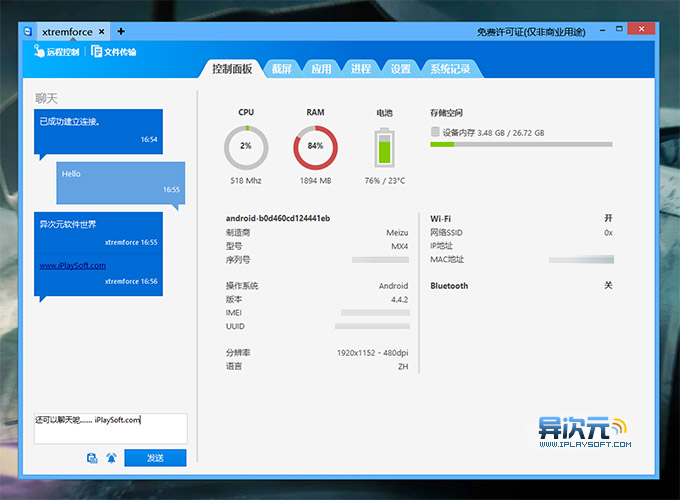 xtremforce
免费许可证(仅非商业用途)
远程控制
文件传输
控制面板
截屏
应用
进程
设置
系统记录
聊天
已成功建立连接。
16:54
Hello
16:55
异次元软件世界
xtremforce 16:55
www.iPlaySoft.com
xtremforce 16:56
还可以聊天呢...... iPlaySoft.com
发送
CPU
2%
518 Mhz
RAM
84%
1894 MB
电池
76% / 23°C
存储空间
设备内存 3.48 GB / 26.72 GB
android-b0d460cd124441eb
制造商 Meizu
型号 MX4
序列号
操作系统 Android
版本 4.4.2
IMEI
UUID
分辨率 1920x1152 - 480dpi
语言 ZH
Wi-Fi 开
网络SSID 0x
IP地址
MAC地址
Bluetooth 关
异次元
WWW.IPLAYSOFT.COM